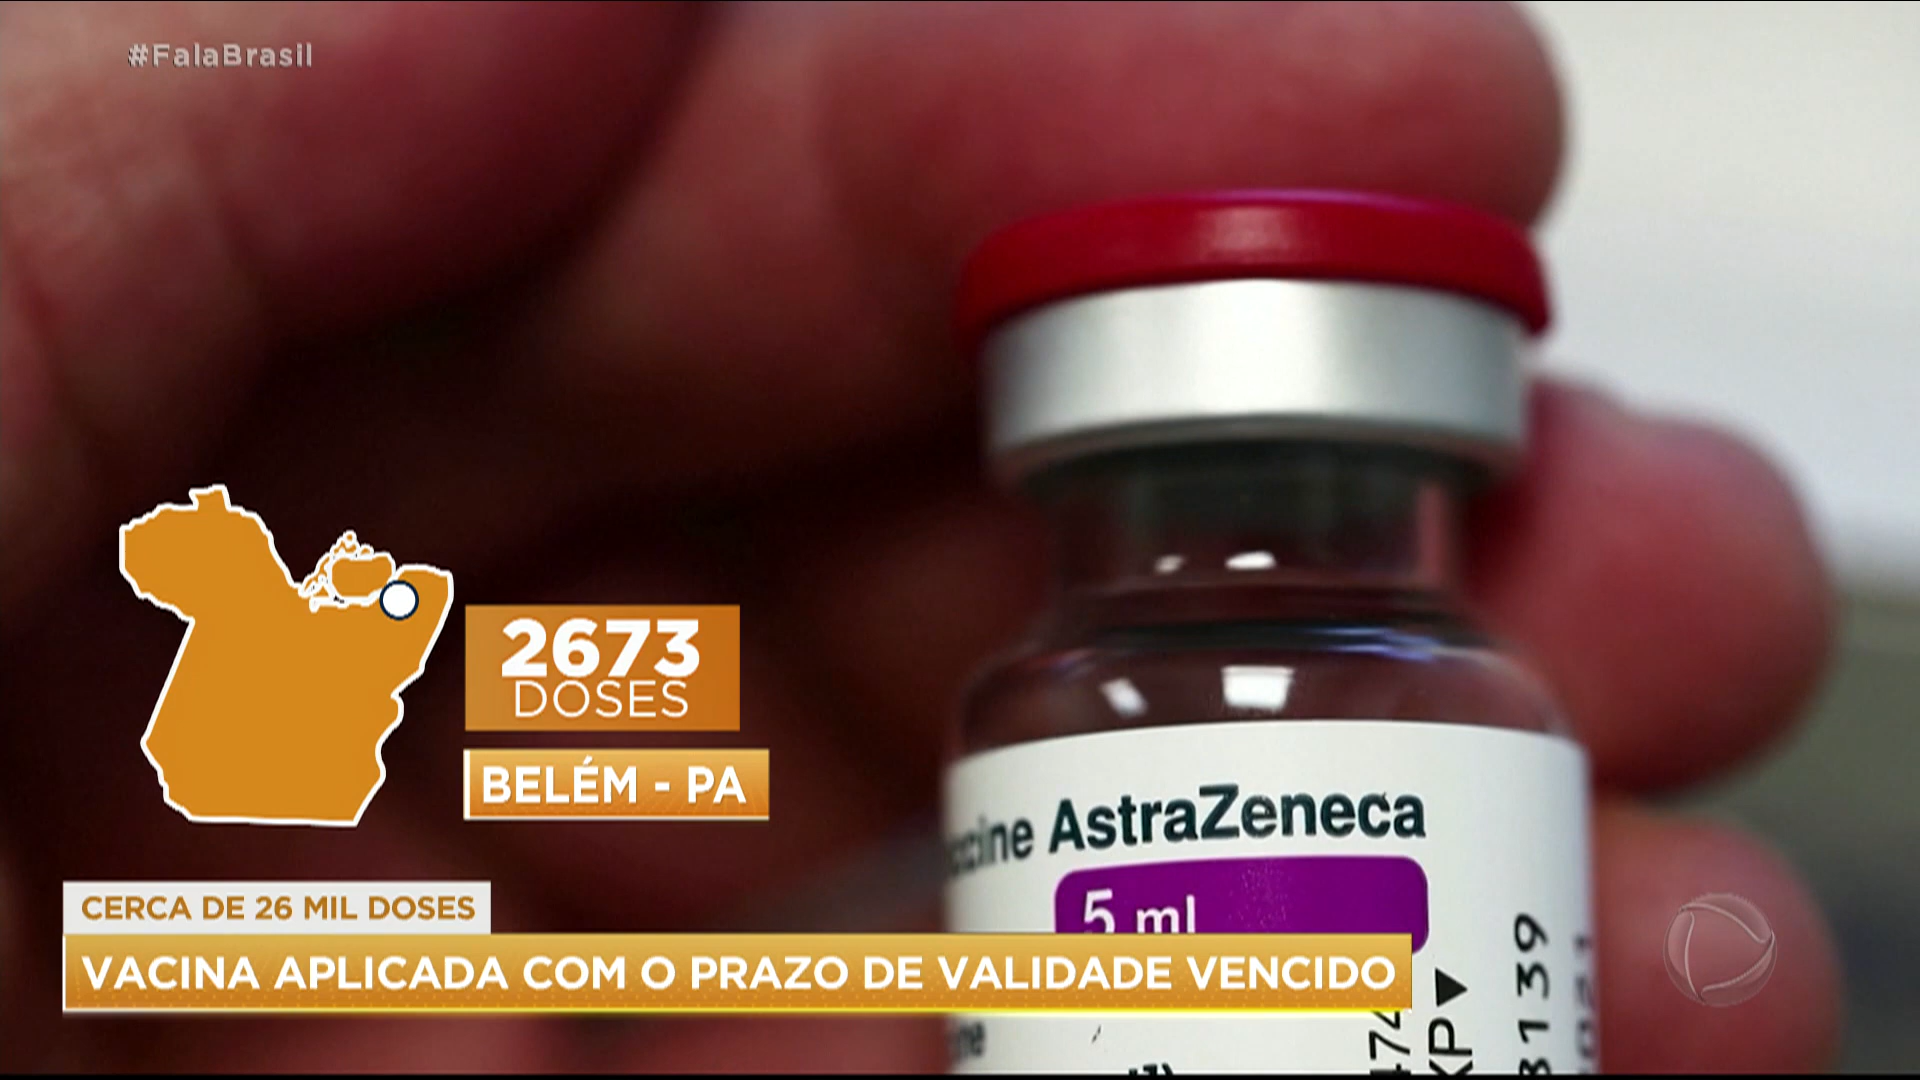 #FalaBrasil
2673
DOSES
BELÉM - PA
CERCA DE 26 MIL DOSES
VACINA APLICADA COM O PRAZO DE VALIDADE VENCIDO
AstraZeneca
5 ml